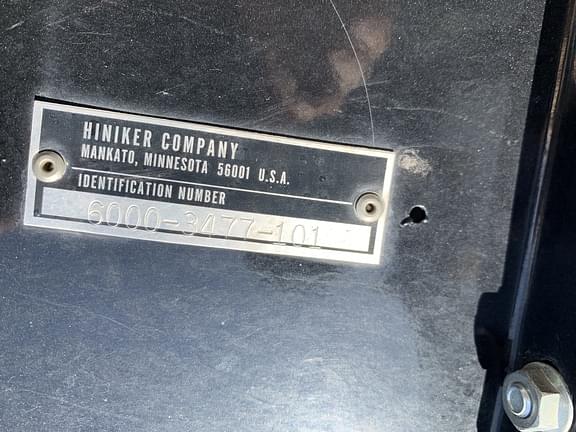 HINIKER COMPANY
MANKATO, MINNESOTA 56001 U.S.A.
IDENTIFICATION NUMBER
6000-3477-101